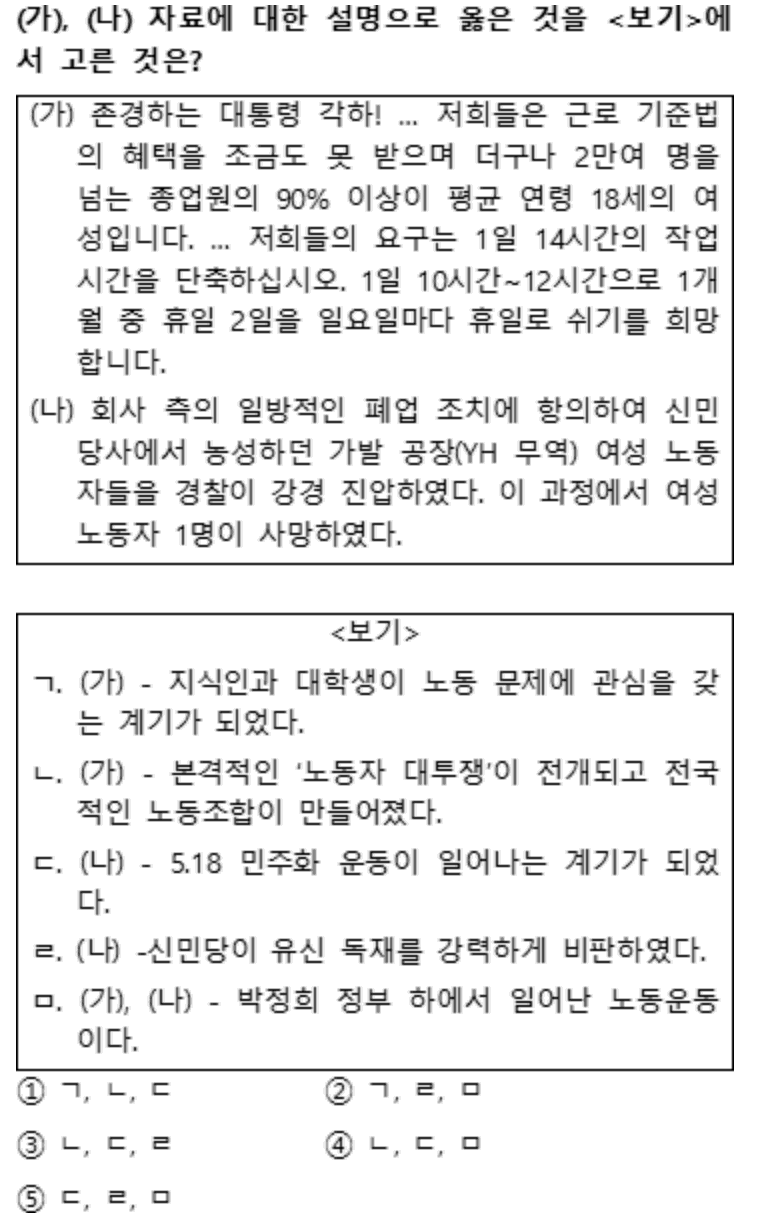 (가), (나) 자료에 대한 설명으로 옳은 것을 <보기>에
서 고른 것은?
(가) 존경하는 대통령 각하! ... 저희들은 근로 기준법
의 혜택을 조금도 못 받으며 더구나 2만여 명을
넘는 종업원의 90% 이상이 평균 연령 18세의 여
성입니다. ... 저희들의 요구는 1일 14시간의 작업
시간을 단축하십시오. 1일 10시간~12시간으로 1개
월 중 휴일 2일을 일요일마다 휴일로 쉬기를 희망
합니다.
(나) 회사 측의 일방적인 폐업 조치에 항의하여 신민
당사에서 농성하던 가발 공장(YH 무역) 여성 노동
자들을 경찰이 강경 진압하였다. 이 과정에서 여성
노동자 1명이 사망하였다.
<보기>
ㄱ. (가) - 지식인과 대학생이 노동 문제에 관심을 갖
는 계기가 되었다.
ㄴ. (가) - 본격적인 ‘노동자 대투쟁’이 전개되고 전국
적인 노동조합이 만들어졌다.
ㄷ. (나) - 5.18 민주화 운동이 일어나는 계기가 되었
다.
ㄹ. (나) -신민당이 유신 독재를 강력하게 비판하였다.
ㅁ. (가), (나) - 박정희 정부 하에서 일어난 노동운동
이다.
① ㄱ, ㄴ, ㄷ ② ㄱ, ㄹ, ㅁ
③ ㄴ, ㄷ, ㄹ ④ ㄴ, ㄷ, ㅁ
⑤ ㄷ, ㄹ, ㅁ